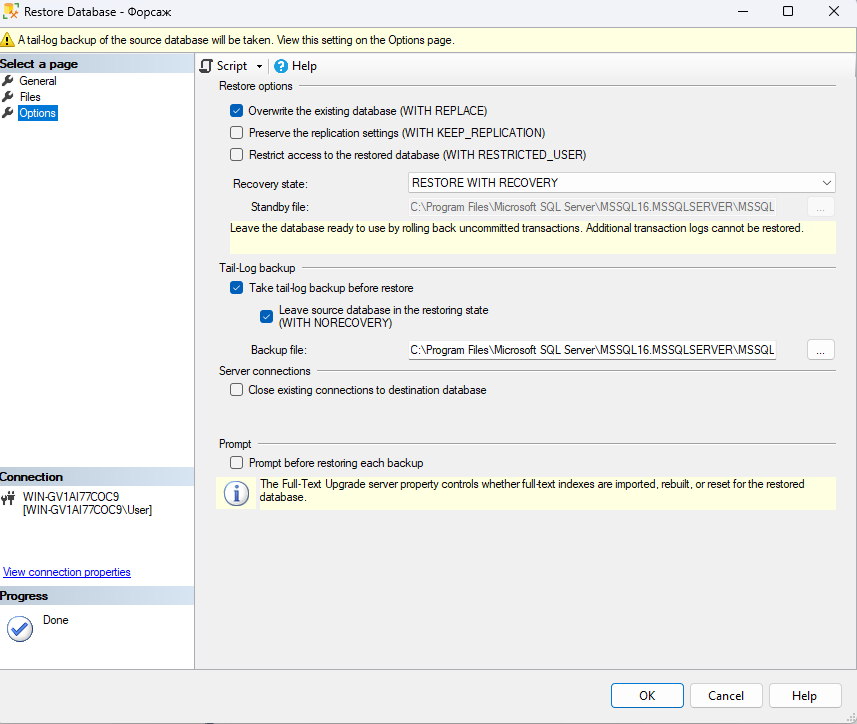 Restore Database - Форсаж
A tail-log backup of the source database will be taken. View this setting on the Options page.
Select a page
General
Files
Options
Script
Help
Restore options
Overwrite the existing database (WITH REPLACE)
Preserve the replication settings (WITH KEEP_REPLICATION)
Restrict access to the restored database (WITH RESTRICTED_USER)
Recovery state:
RESTORE WITH RECOVERY
Standby file:
C:\Program Files\Microsoft SQL Server\MSSQL16.MSSQLSERVER\MSSQL
...
Leave the database ready to use by rolling back uncommitted transactions. Additional transaction logs cannot be restored.
Tail-Log backup
Take tail-log backup before restore
Leave source database in the restoring state
(WITH NORECOVERY)
Backup file:
C:\Program Files\Microsoft SQL Server\MSSQL16.MSSQLSERVER\MSSQL
...
Server connections
Close existing connections to destination database
Prompt
Prompt before restoring each backup
The Full-Text Upgrade server property controls whether full-text indexes are imported, rebuilt, or reset for the restored
database.
Connection
WIN-GV1AI77COC9
[WIN-GV1AI77COC9\User]
View connection properties
Progress
Done
OK
Cancel
Help